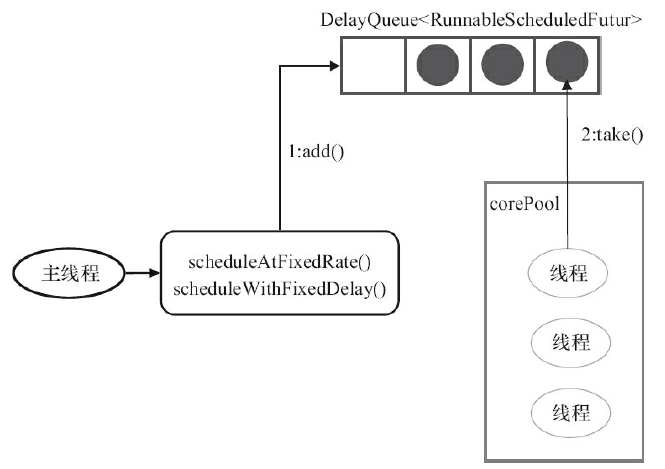 DelayQueue<RunnableScheduledFutur>
1:add()
2:take()
corePool
主线程
scheduleAtFixedRate()
scheduleWithFixedDelay()
线程
线程
线程